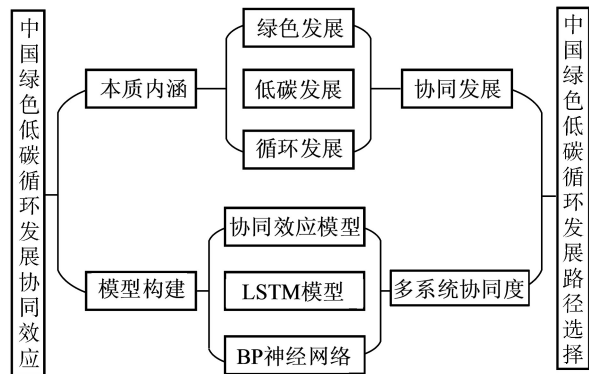 中国绿色低碳循环发展协同效应
本质内涵
绿色发展
低碳发展
循环发展
协同发展
模型构建
协同效应模型
LSTM模型
BP神经网络
多系统协同度
中国绿色低碳循环发展路径选择